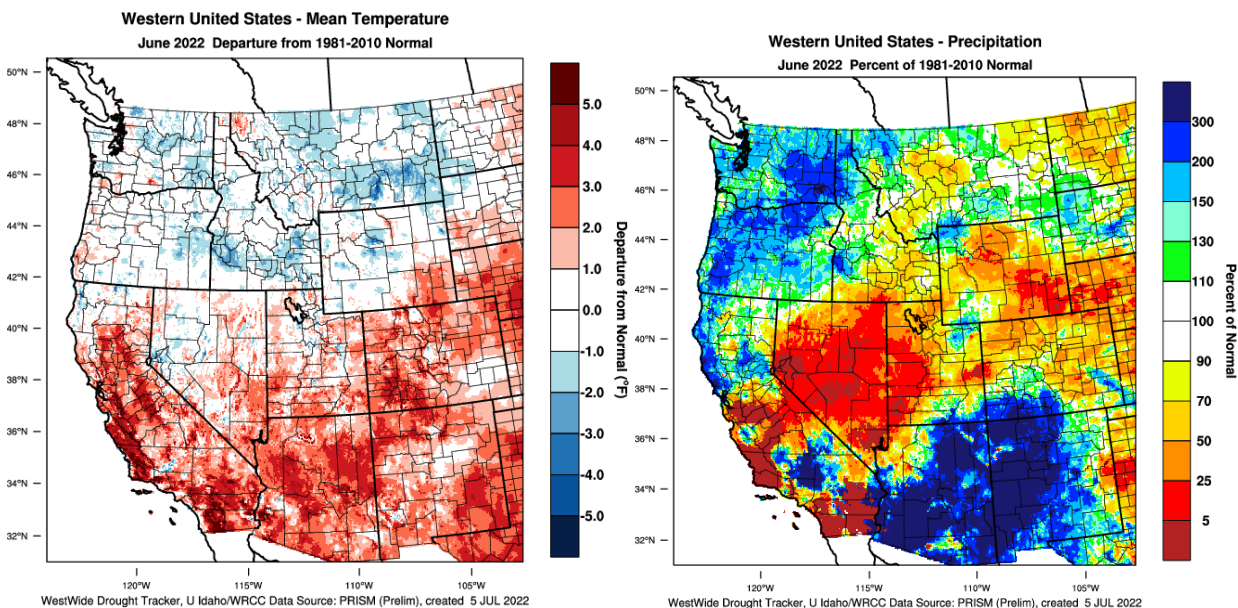 Western United States - Mean Temperature
June 2022 Departure from 1981-2010 Normal
50°N
48°N
46°N
44°N
42°N
40°N
38°N
36°N
34°N
32°N
120°W
115°W
110°W
105°W
5.0
4.0
3.0
2.0
1.0
0.0
-1.0
-2.0
-3.0
-4.0
-5.0
Departure from Normal (°F)
WestWide Drought Tracker, U Idaho/WRCC Data Source: PRISM (Prelim), created 5 JUL 2022
Western United States - Precipitation
June 2022 Percent of 1981-2010 Normal
50°N
48°N
46°N
44°N
42°N
40°N
38°N
36°N
34°N
32°N
120°W
115°W
110°W
105°W
300
200
150
130
110
100
90
70
50
25
5
Percent of Normal
WestWide Drought Tracker, U Idaho/WRCC Data Source: PRISM (Prelim), created 5 JUL 2022